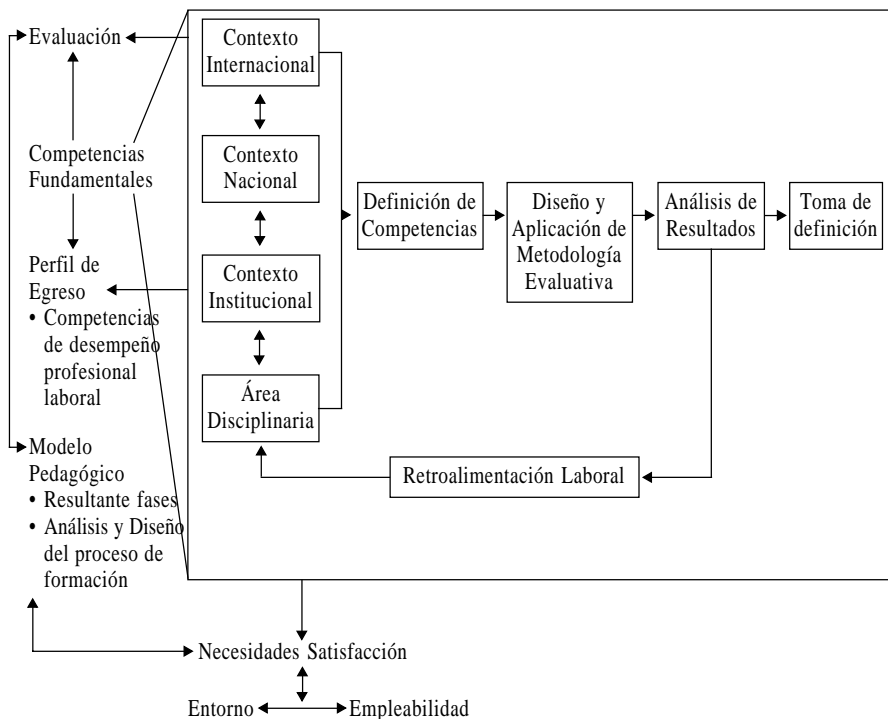 Evaluación
Competencias
Fundamentales
Perfil de
Egreso
• Competencias
de desempeño
profesional
laboral
Modelo
Pedagógico
• Resultante fases
• Análisis y Diseño
del proceso de
formación
Contexto
Internacional
Contexto
Nacional
Contexto
Institucional
Área
Disciplinaria
Definición de
Competencias
Diseño y
Aplicación de
Metodología
Evaluativa
Análisis de
Resultados
Toma de
definición
Retroalimentación Laboral
Necesidades Satisfacción
Entorno
Empleabilidad